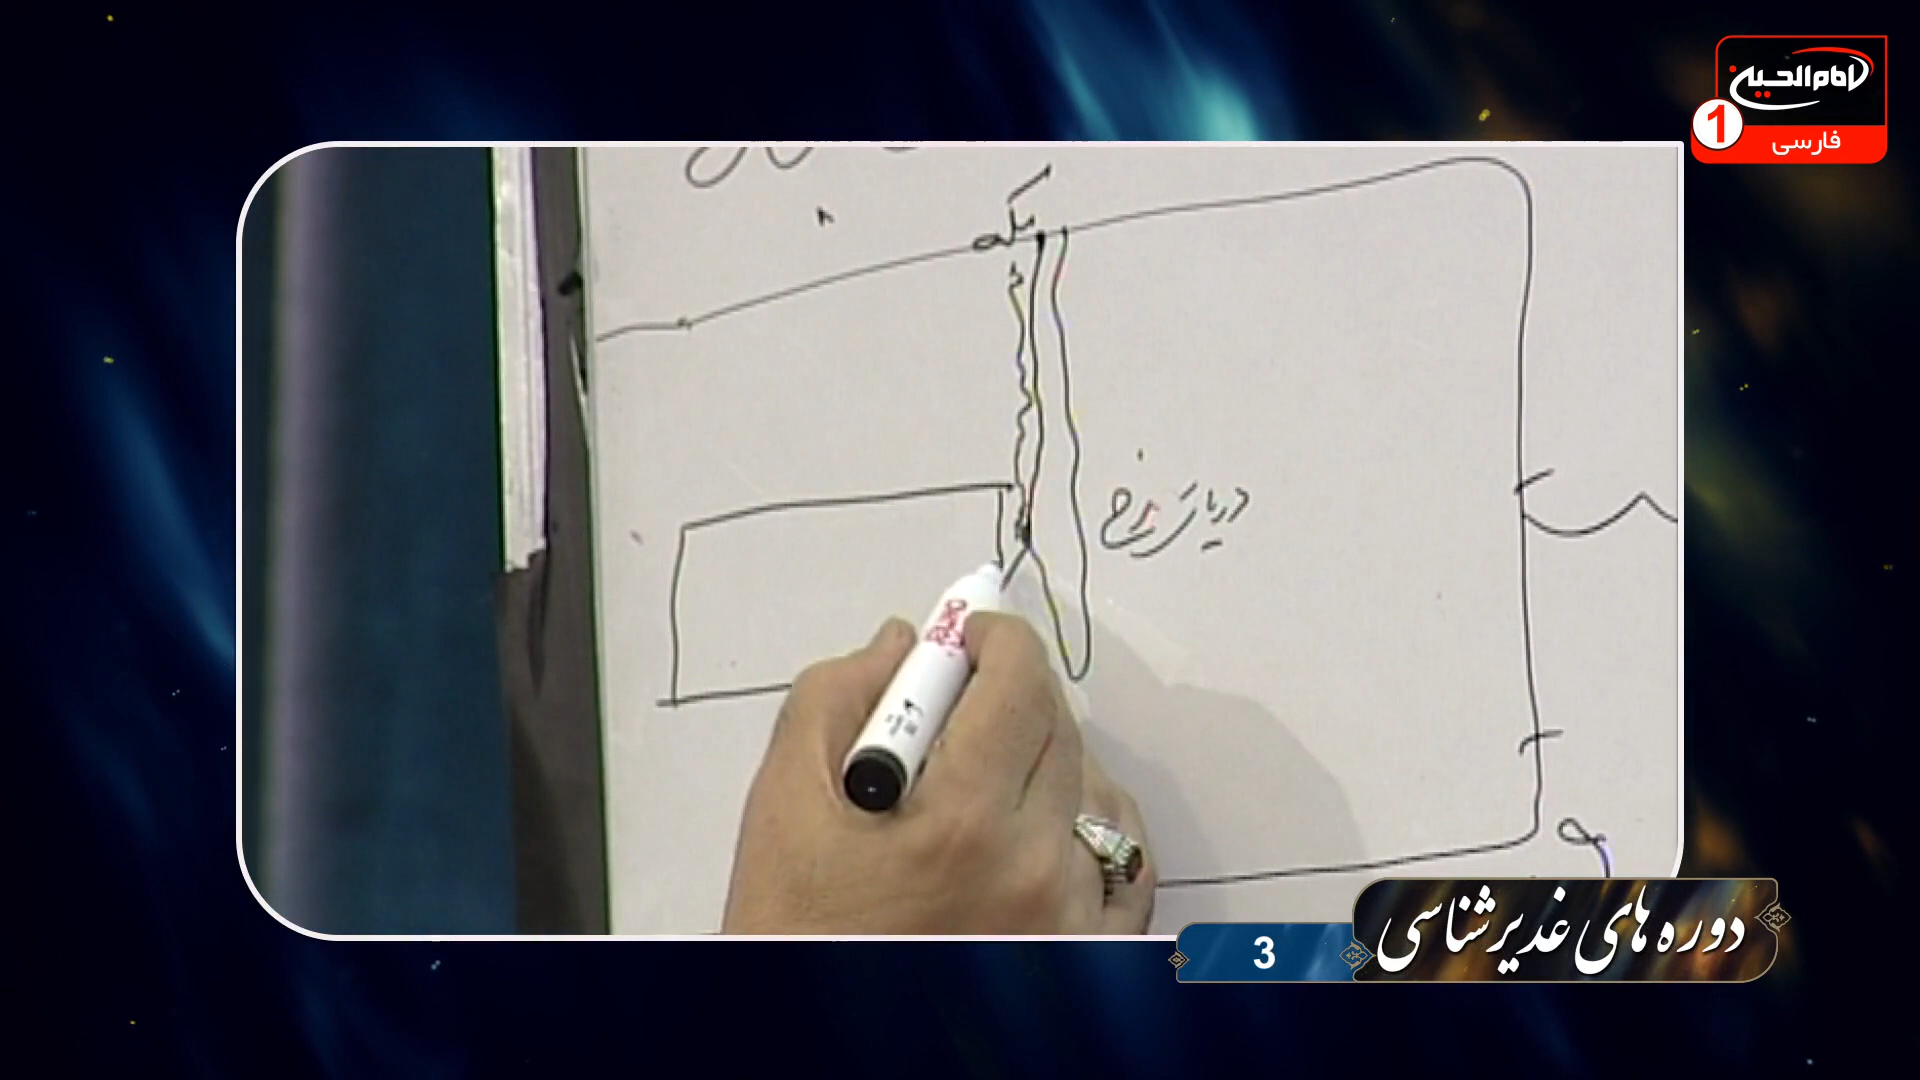 امام الحسین
1
فارسی
مکه
دریای سرخ
دوره های غدیرشناسی
3